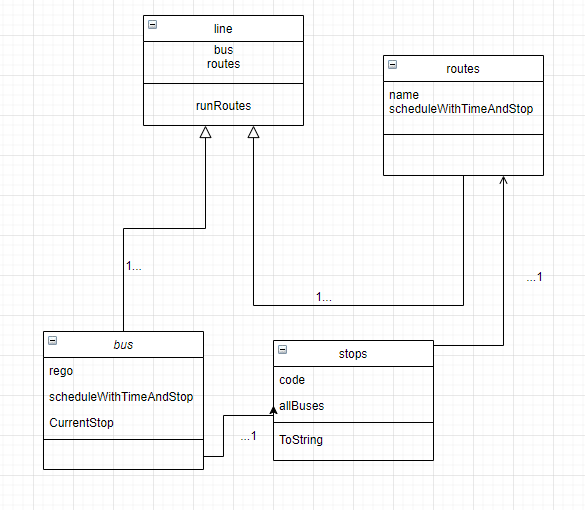 line
bus
routes
runRoutes
routes
name
scheduleWithTimeAndStop
1...
1...
...1
bus
rego
scheduleWithTimeAndStop
CurrentStop
stops
code
allBuses
ToString
...1